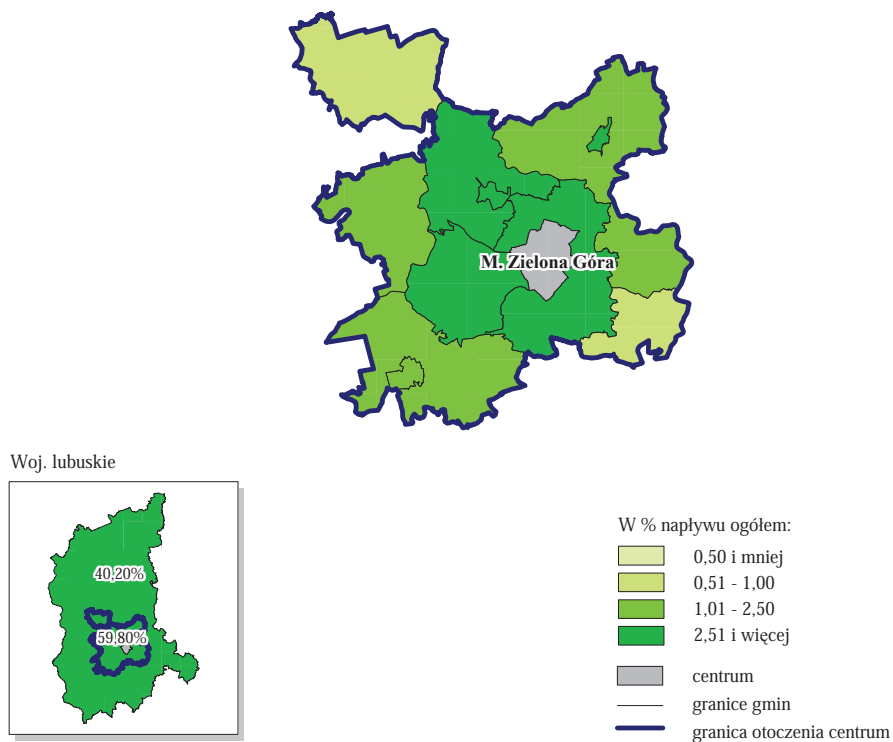 M. Zielona Góra
Woj. lubuskie
40,20%
59,80%
W % napływu ogółem:
0,50 i mniej
0,51 - 1,00
1,01 - 2,50
2,51 i więcej
centrum
granice gmin
granica otoczenia centrum